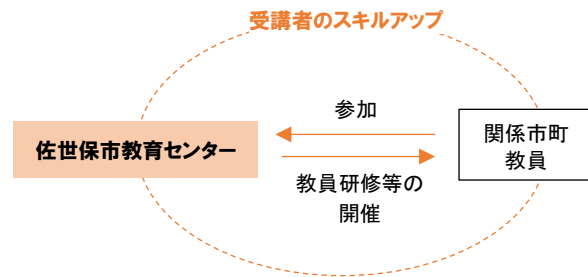 受講者のスキルアップ
参加
佐世保市教育センター
関係市町
教員
教員研修等の
開催